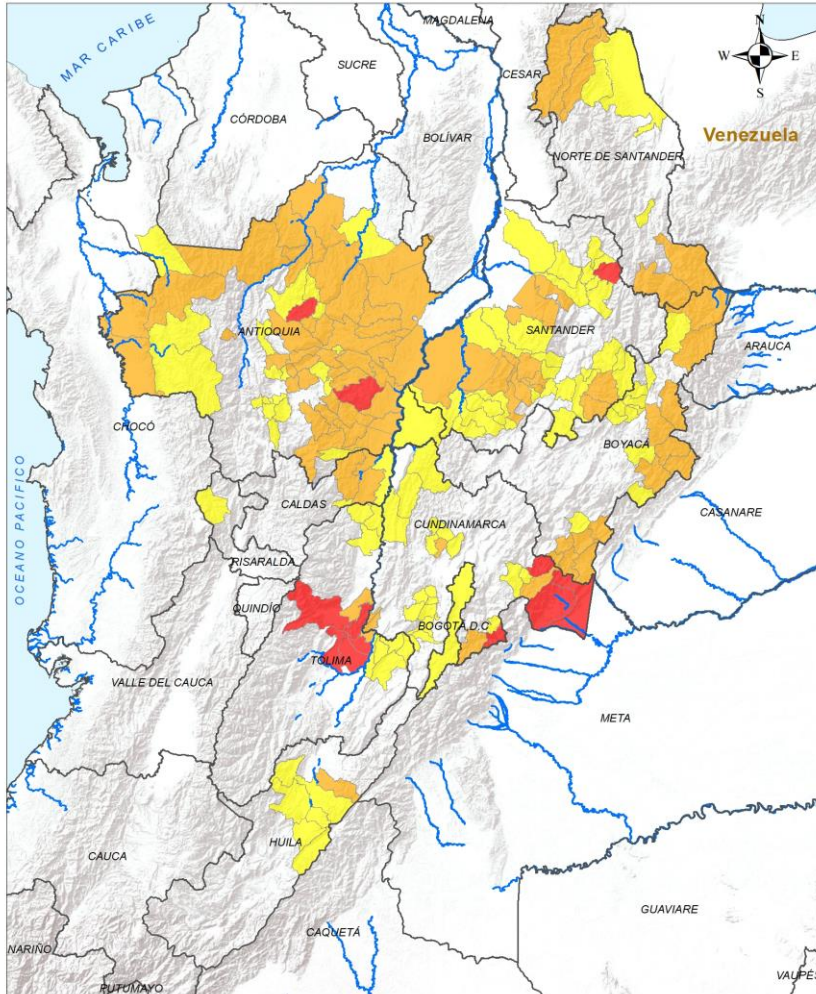 MAGDALENA
N
MAR CARIBE
SUCRE
CESAR
W
E
S
CÓRDOBA
BOLÍVAR
Venezuela
NORTE DE SANTANDER
ANTIOQUIA
SANTANDER
ARAUCA
CHOCÓ
BOYACÁ
OCEANO PACIFICO
CALDAS
CUNDINAMARCA
CASANARE
RISARALDA
QUINDÍO
BOGOTÁ, D.C
TOLIMA
VALLE DEL CAUCA
META
HUILA
CAUCA
GUAVIARE
CAQUETÁ
NARIÑO
PUTUMAYO
VAUPÉS